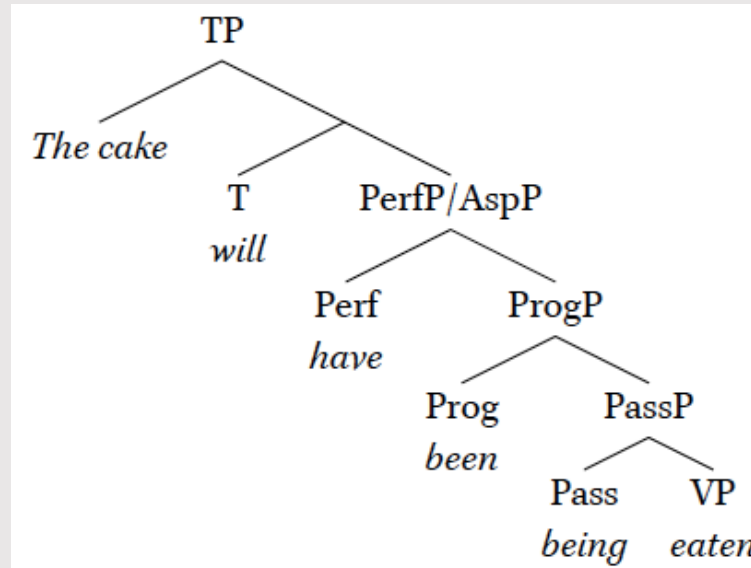 TP
The cake
T PerfP/AspP
will
Perf ProgP
have
Prog PassP
been
Pass VP
being eaten